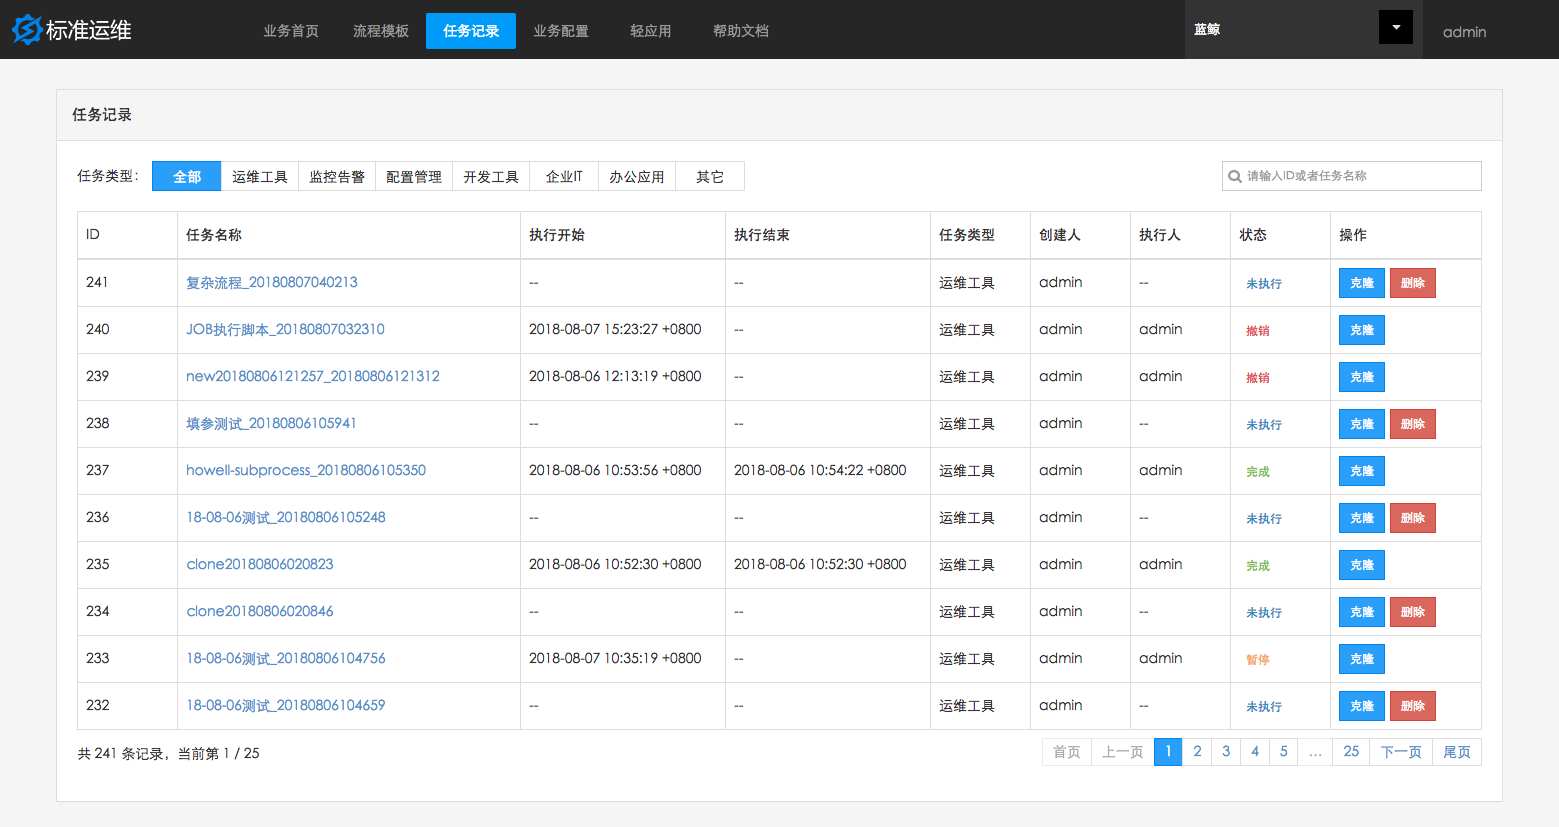 标准运维 业务首页 流程模板 任务记录 业务配置 轻应用 帮助文档 蓝鲸 admin
任务记录
任务类型： 全部 运维工具 监控告警 配置管理 开发工具 企业IT 办公应用 其它 请输入ID或者任务名称
ID 任务名称 执行开始 执行结束 任务类型 创建人 执行人 状态 操作
241 复杂流程_20180807040213 -- -- 运维工具 admin -- 未执行 克隆 删除
240 JOB执行脚本_20180807032310 2018-08-07 15:23:27 +0800 -- 运维工具 admin admin 撤销 克隆
239 new20180806121257_20180806121312 2018-08-06 12:13:19 +0800 -- 运维工具 admin admin 撤销 克隆
238 填参测试_20180806105941 -- -- 运维工具 admin -- 未执行 克隆 删除
237 howell-subprocess_20180806105350 2018-08-06 10:53:56 +0800 2018-08-06 10:54:22 +0800 运维工具 admin admin 完成 克隆
236 18-08-06测试_20180806105248 -- -- 运维工具 admin -- 未执行 克隆 删除
235 clone20180806020823 2018-08-06 10:52:30 +0800 2018-08-06 10:52:30 +0800 运维工具 admin admin 完成 克隆
234 clone20180806020846 -- -- 运维工具 admin -- 未执行 克隆 删除
233 18-08-06测试_20180806104756 2018-08-07 10:35:19 +0800 -- 运维工具 admin admin 暂停 克隆
232 18-08-06测试_20180806104659 -- -- 运维工具 admin -- 未执行 克隆 删除
共 241 条记录，当前第 1 / 25 首页 上一页 1 2 3 4 5 ... 25 下一页 尾页